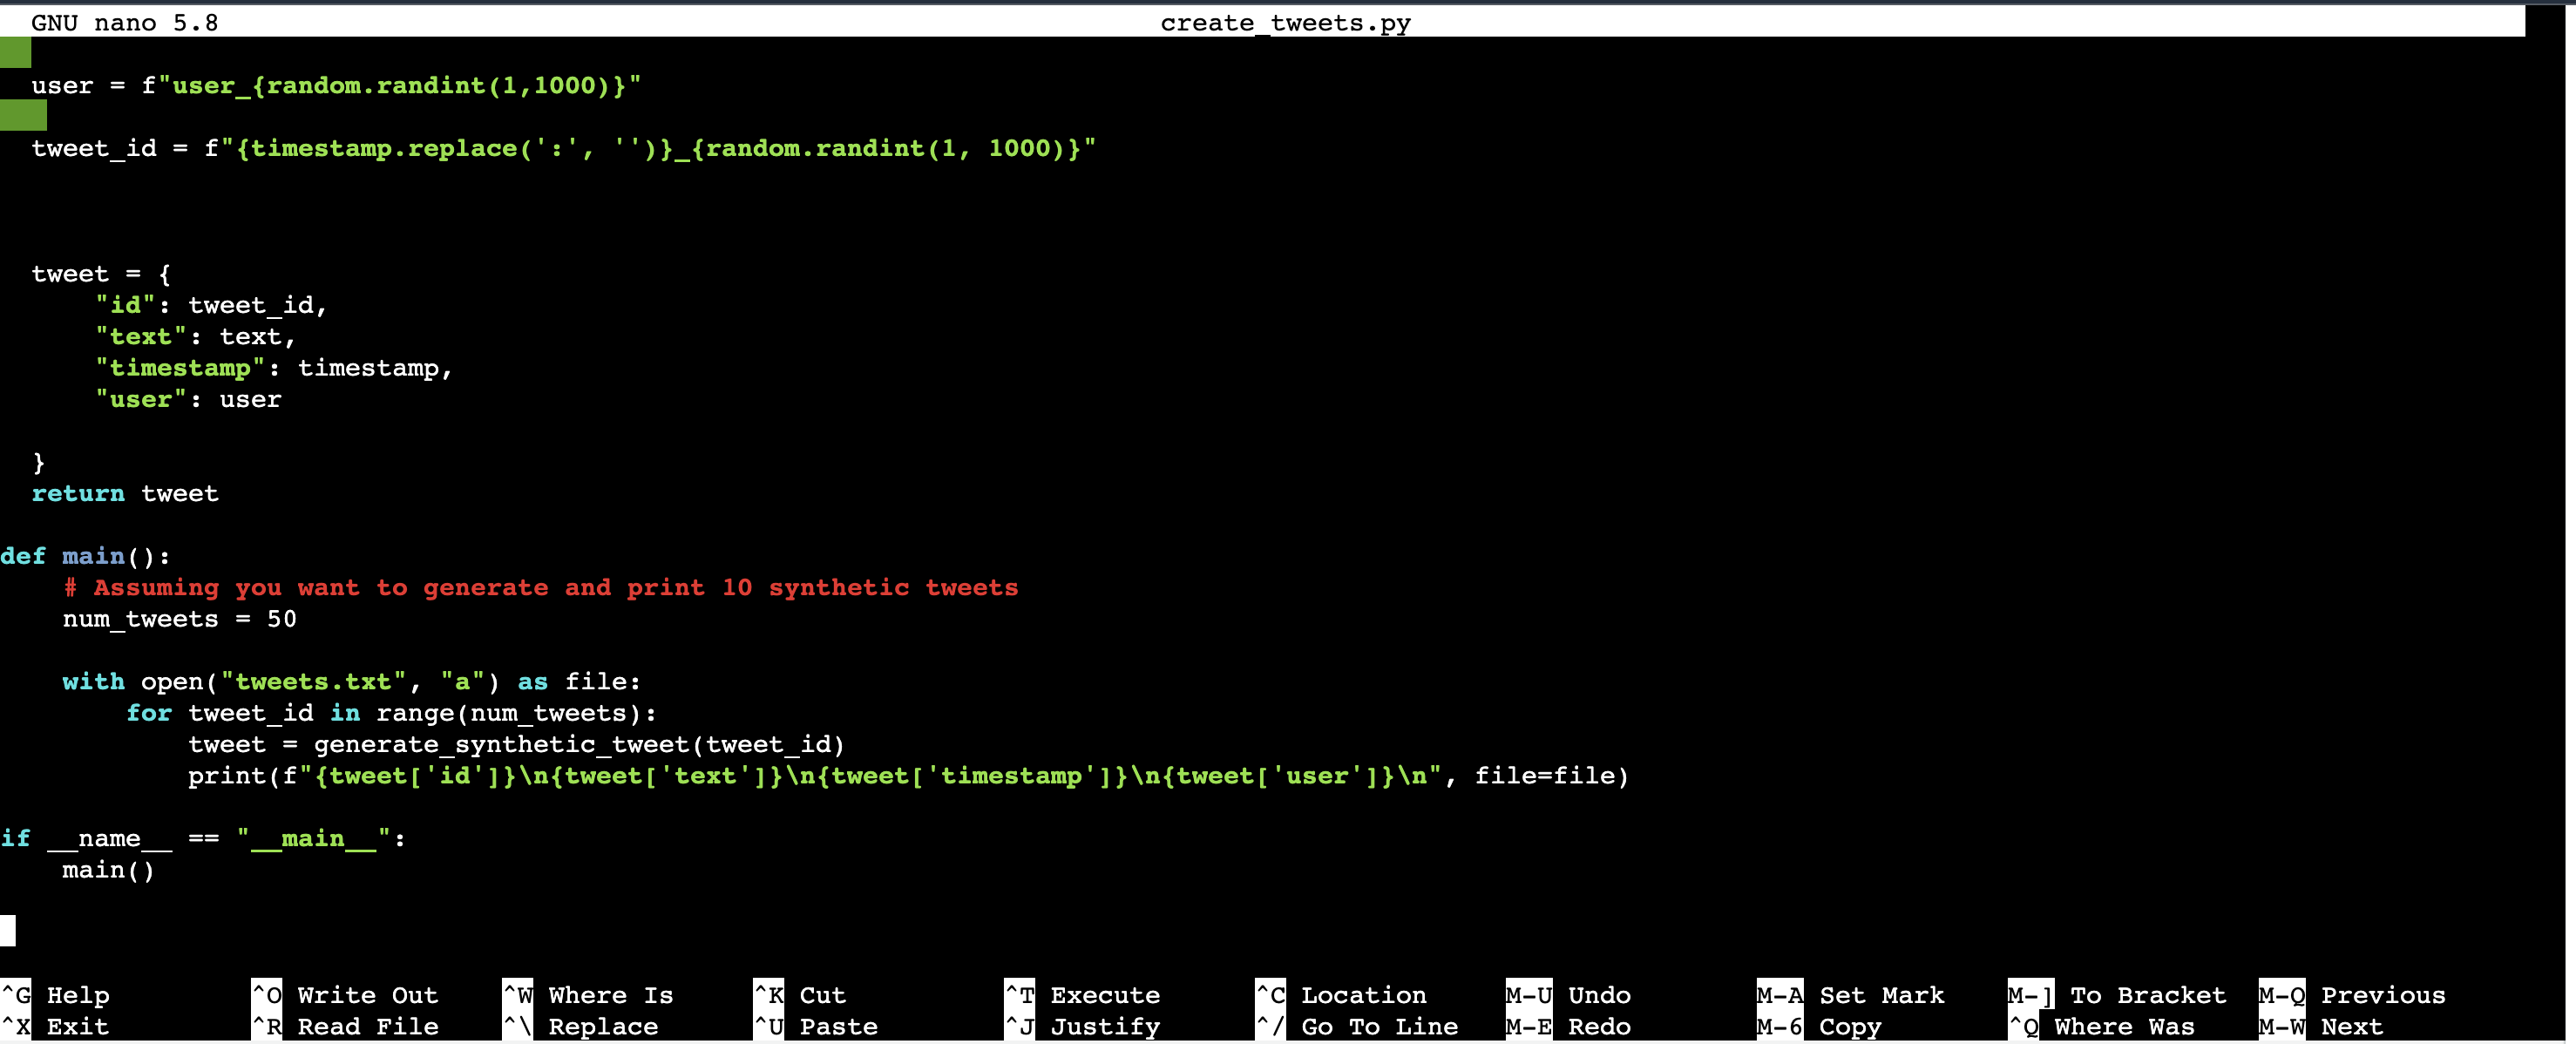 GNU nano 5.8 create_tweets.py
user = f"user_{random.randint(1,1000)}"
tweet_id = f"{timestamp.replace(':', '')}_{random.randint(1, 1000)}"
tweet = {
"id": tweet_id,
"text": text,
"timestamp": timestamp,
"user": user
}
return tweet
def main():
# Assuming you want to generate and print 10 synthetic tweets
num_tweets = 50
with open("tweets.txt", "a") as file:
for tweet_id in range(num_tweets):
tweet = generate_synthetic_tweet(tweet_id)
print(f"{tweet['id']}\n{tweet['text']}\n{tweet['timestamp']}\n{tweet['user']}\n", file=file)
if __name__ == "__main__":
main()
^G Help ^O Write Out ^W Where Is ^K Cut ^T Execute ^C Location M-U Undo M-A Set Mark M-] To Bracket M-Q Previous
^X Exit ^R Read File ^\ Replace ^U Paste ^J Justify ^/ Go To Line M-E Redo M-6 Copy ^Q Where Was M-W Next